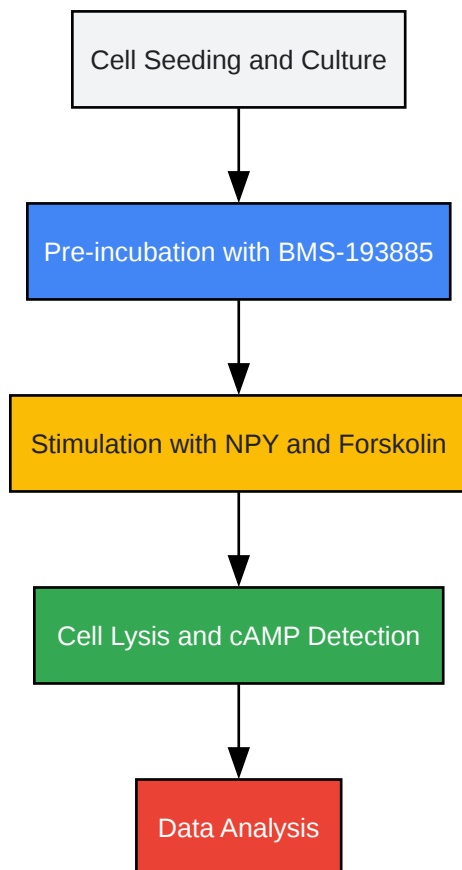 Cell Seeding and Culture
Pre-incubation with BMS-193885
Stimulation with NPY and Forskolin
Cell Lysis and cAMP Detection
Data Analysis